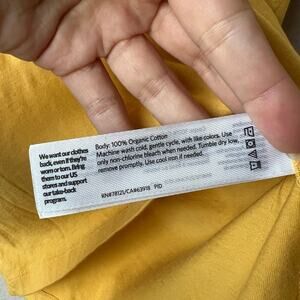 We want our clothes
back, even if they're
worn or torn. Bring
them to our US
stores and support
our take-back
program.
Body: 100% Organic Cotton
Machine wash cold, gentle cycle, with like colors. Use
only non-chlorine bleach when needed. Tumble dry low,
remove promptly. Use cool iron if needed.
RN#78121/CA#63918 PID